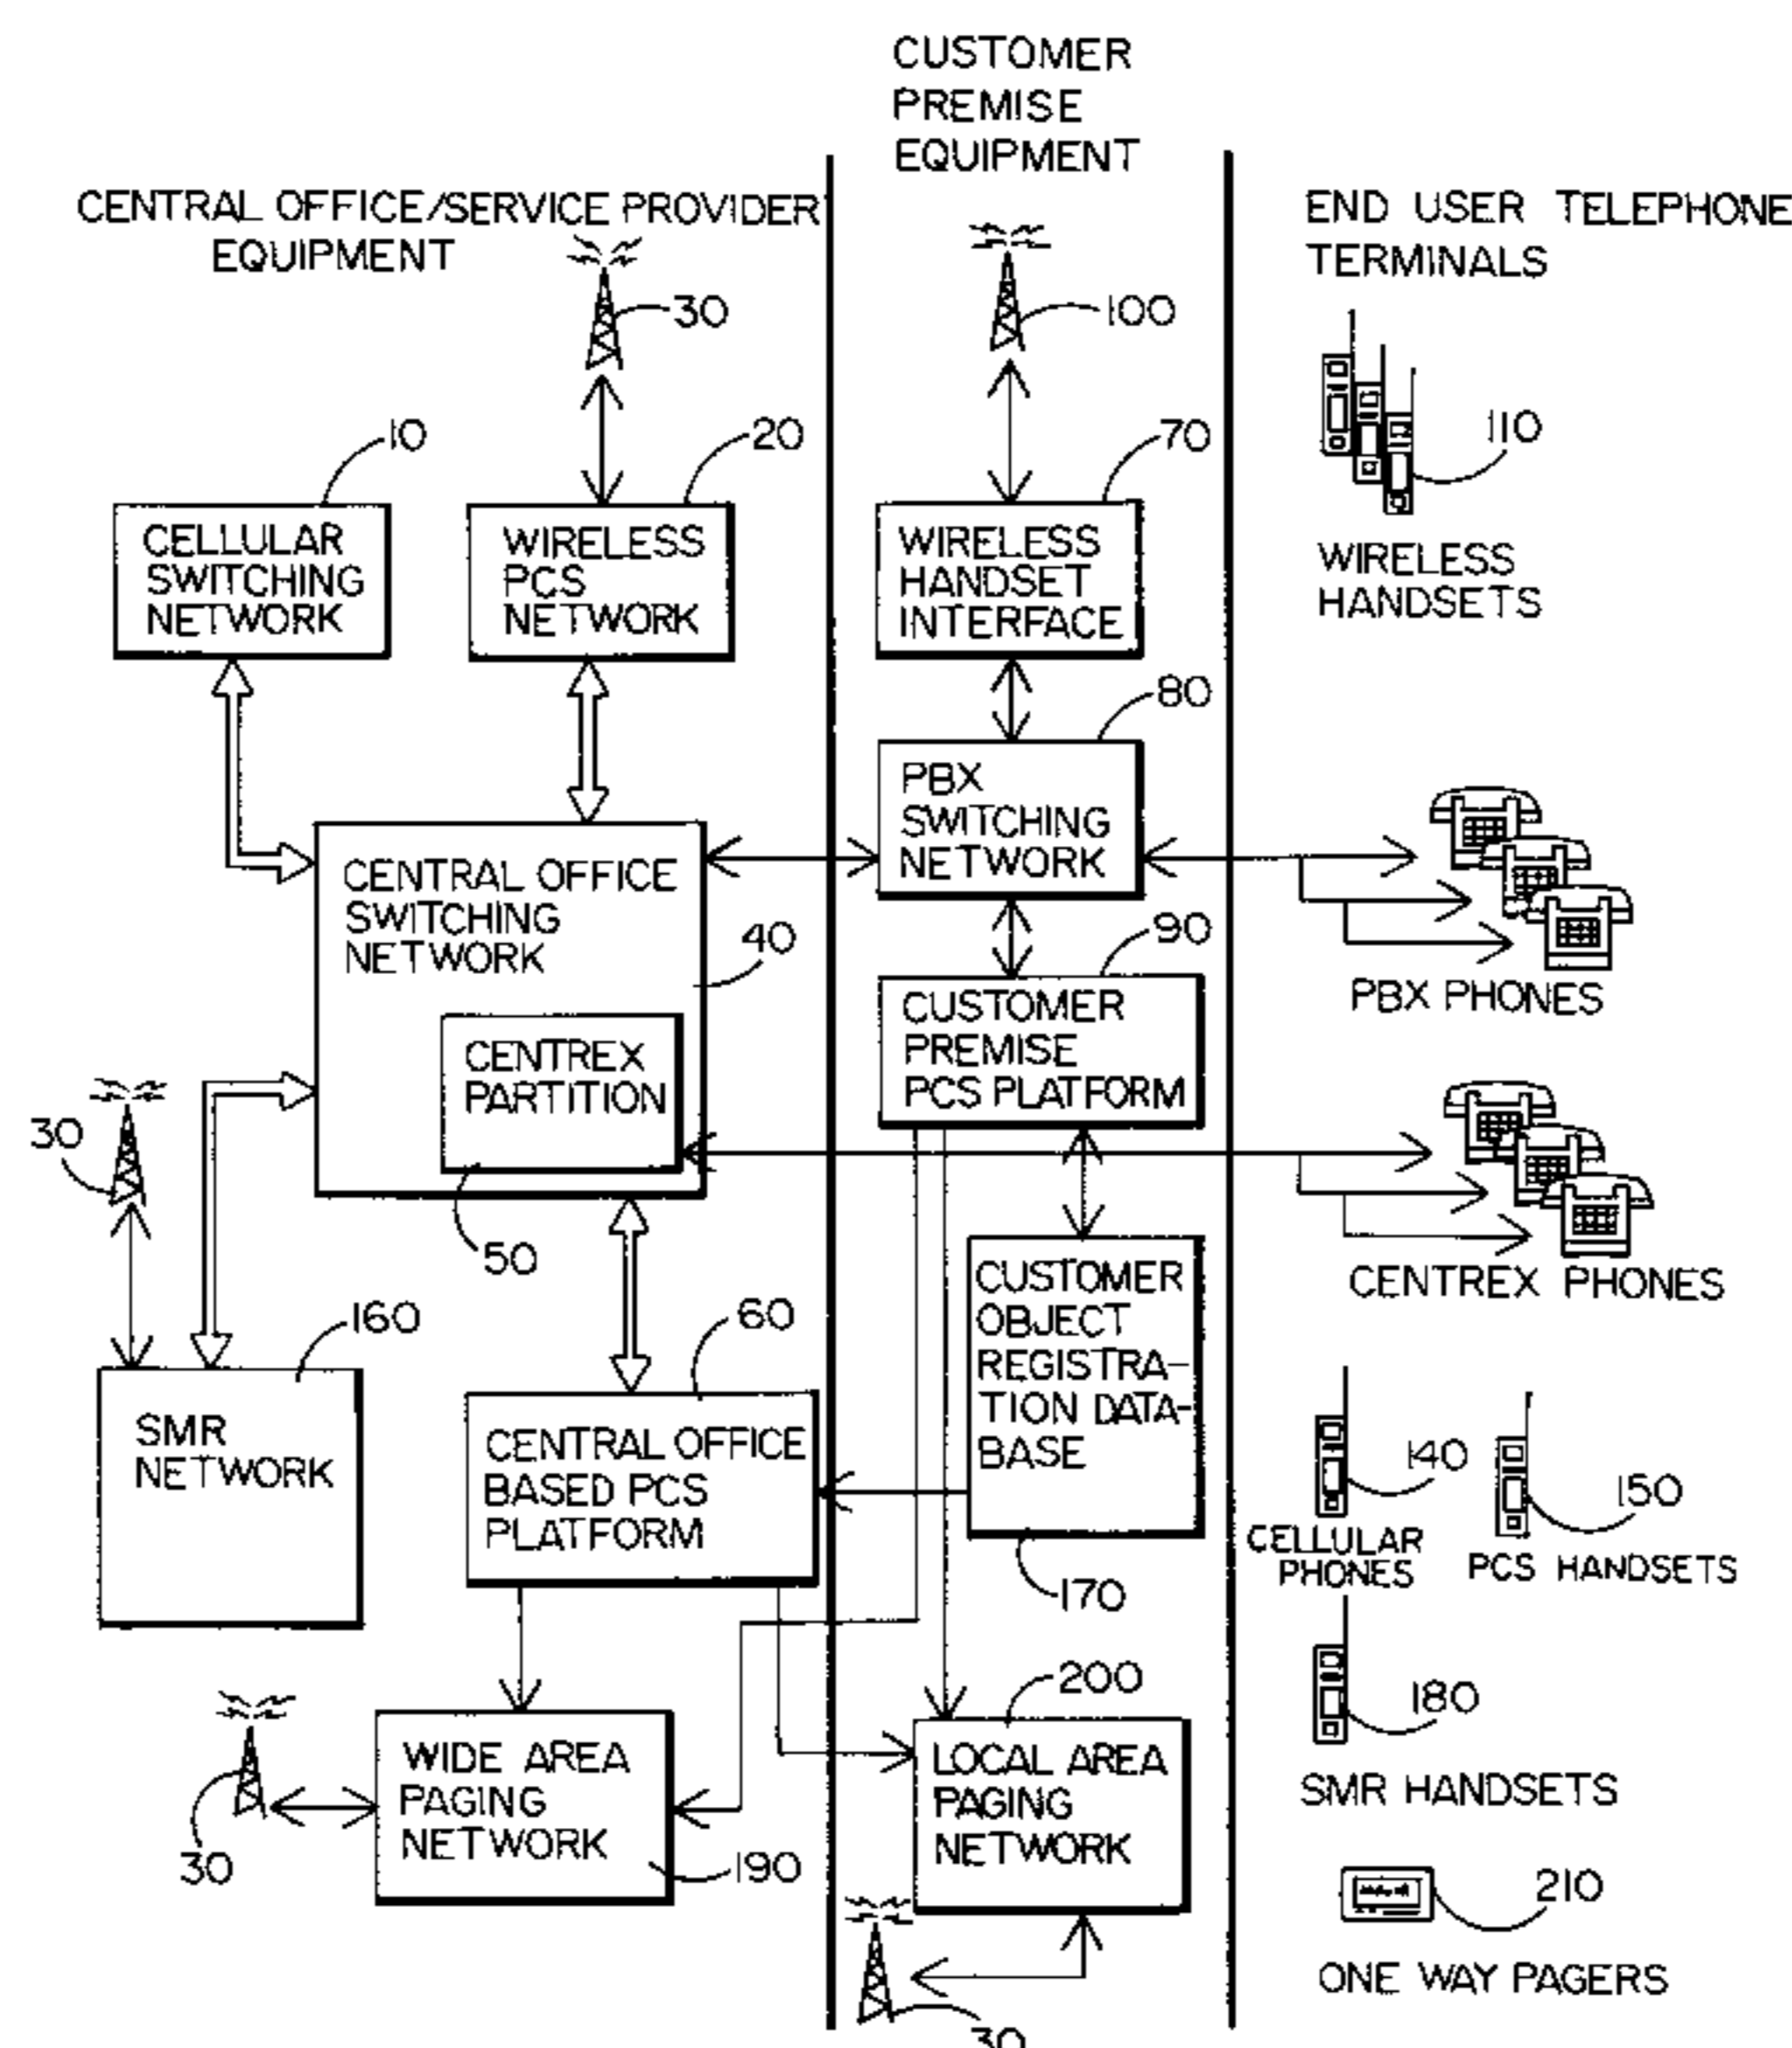 CUSTOMER
PREMISE
EQUIPMENT
CENTRAL OFFICE/SERVICE PROVIDER
EQUIPMENT
END USER TELEPHONE
TERMINALS
30
100
10
20
70
110
CELLULAR
SWITCHING
NETWORK
WIRELESS
PCS
NETWORK
WIRELESS
HANDSET
INTERFACE
WIRELESS
HANDSETS
80
PBX
SWITCHING
NETWORK
CENTRAL OFFICE
SWITCHING
NETWORK
40
90
PBX PHONES
CUSTOMER
PREMISE
PCS PLATFORM
CENTREX
PARTITION
30
50
CENTREX PHONES
CUSTOMER
OBJECT
REGISTRA-
TION DATA-
BASE
160
60
SMR
NETWORK
CENTRAL OFFICE
BASED PCS
PLATFORM
140
150
CELLULAR
PHONES
PCS HANDSETS
170
200
180
WIDE AREA
PAGING
NETWORK
LOCAL AREA
PAGING
NETWORK
SMR HANDSETS
30
190
210
ONE WAY PAGERS
30